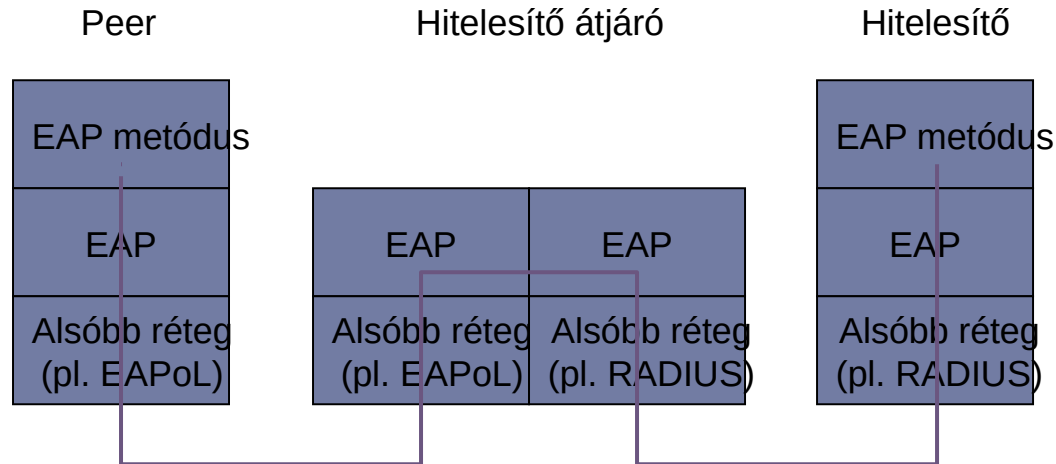 Peer
Hitelesítő átjáró
Hitelesítő
EAP metódus
EAP metódus
EAP
EAP
EAP
EAP
Alsóbb réteg
(pl. EAPoL)
Alsóbb réteg
(pl. EAPoL)
Alsóbb réteg
(pl. RADIUS)
Alsóbb réteg
(pl. RADIUS)